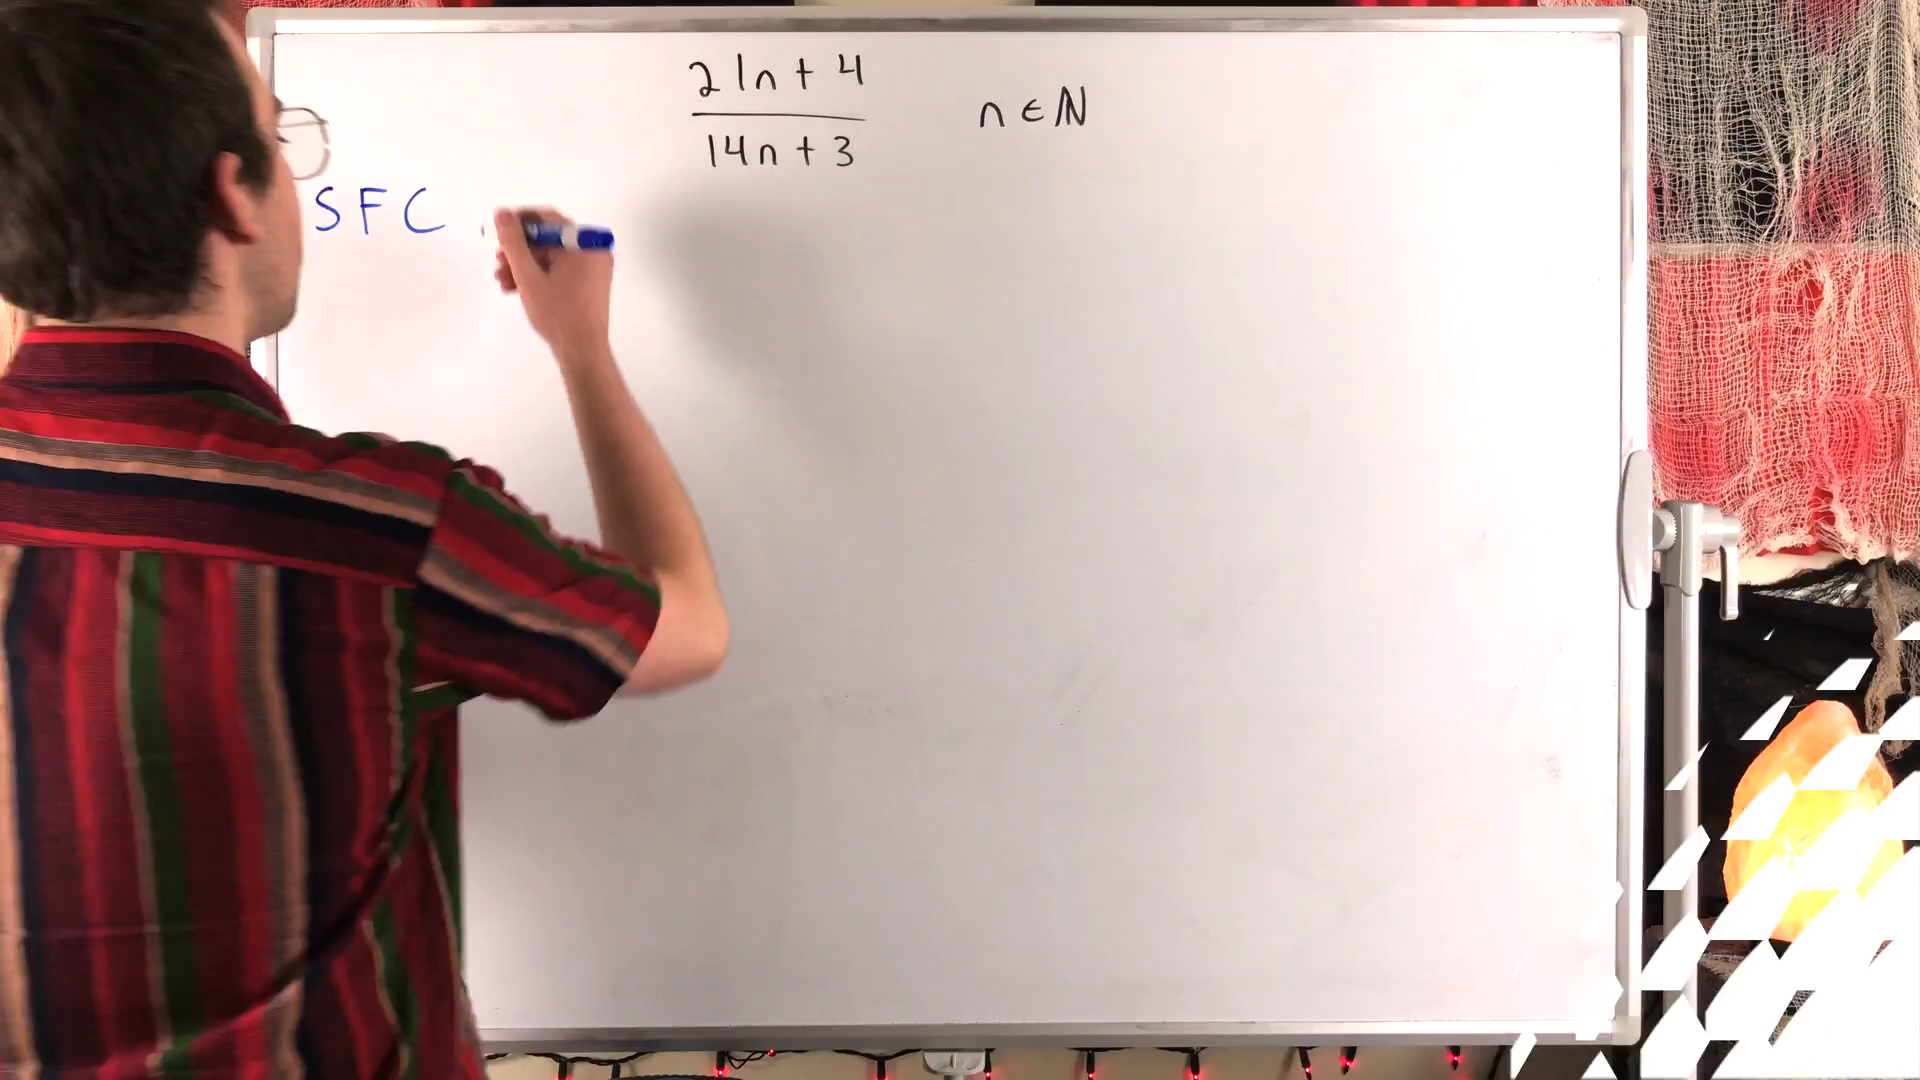 21n + 4
14n + 3
n ∈ ℕ
SFC